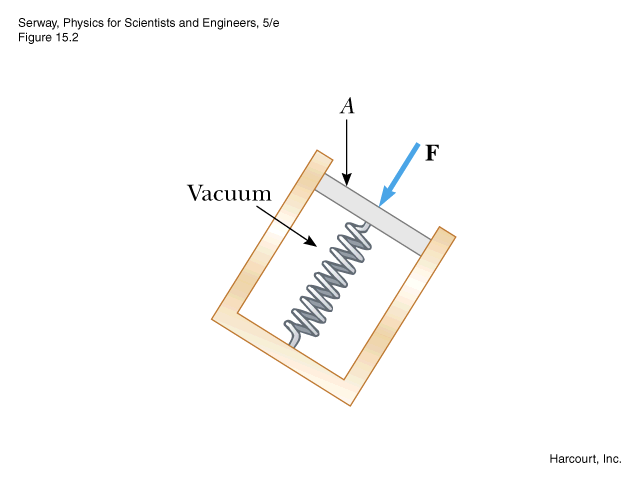 Serway, Physics for Scientists and Engineers, 5/e
Figure 15.2
A
F
Vacuum
Harcourt, Inc.